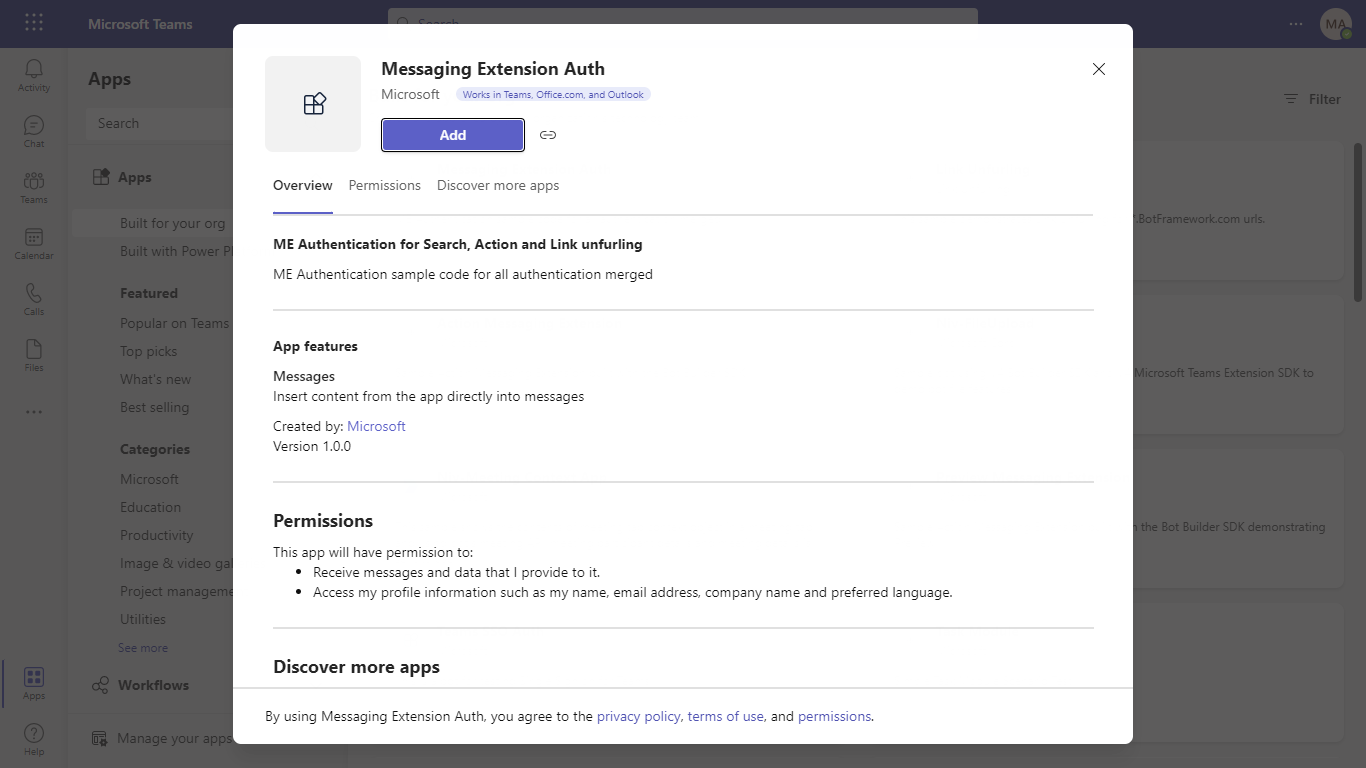 Microsoft Teams
Search
MA
Activity
Chat
Teams
Calendar
Calls
Files
Apps
Help
Apps
Search
Apps
Built for your org
Built with Power
Featured
Popular on Teams
Top picks
What's new
Best selling
Categories
Microsoft
Education
Productivity
Image & video
Project
Utilities
See more
Workflows
Manage your apps
Filter
.BotFramework.com urls.
Microsoft Teams Extension SDK to
the Bot Builder SDK demonstrating
Messaging Extension Auth
Microsoft
Works in Teams, Office.com, and Outlook
Add
Overview
Permissions
Discover more apps
ME Authentication for Search, Action and Link unfurling
ME Authentication sample code for all authentication merged
App features
Messages
Insert content from the app directly into messages
Created by: Microsoft
Version 1.0.0
Permissions
This app will have permission to:
• Receive messages and data that I provide to it.
• Access my profile information such as my name, email address, company name and preferred language.
Discover more apps
By using Messaging Extension Auth, you agree to the privacy policy, terms of use, and permissions.